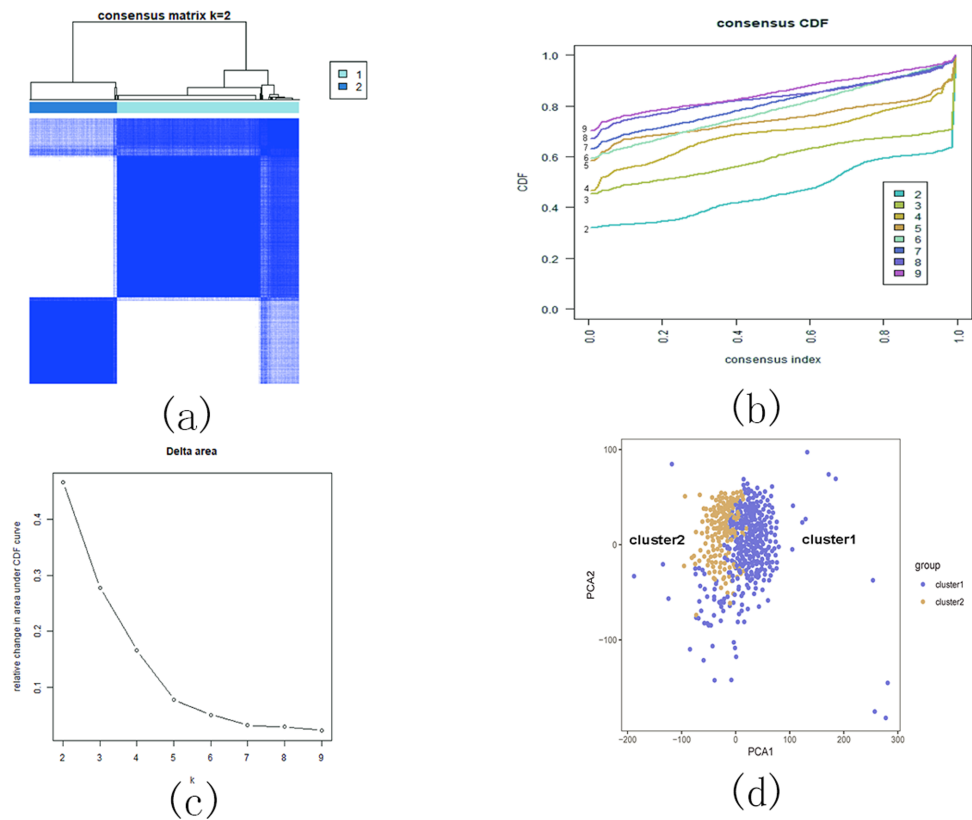 consensus matrix k=2
1
2
(a)
consensus CDF
CDF
1.0
0.8
0.6
0.4
0.2
0.0
9
8
7
6
5
4
3
2
2
3
4
5
6
7
8
9
0.0
0.2
0.4
0.6
0.8
1.0
consensus index
(b)
Delta area
relative change in area under CDF curve
0.4
0.3
0.2
0.1
2
3
4
5
6
7
8
9
k
(c)
100
0
−100
PCA2
cluster2
cluster1
group
cluster1
cluster2
−200
−100
0
100
200
300
PCA1
(d)